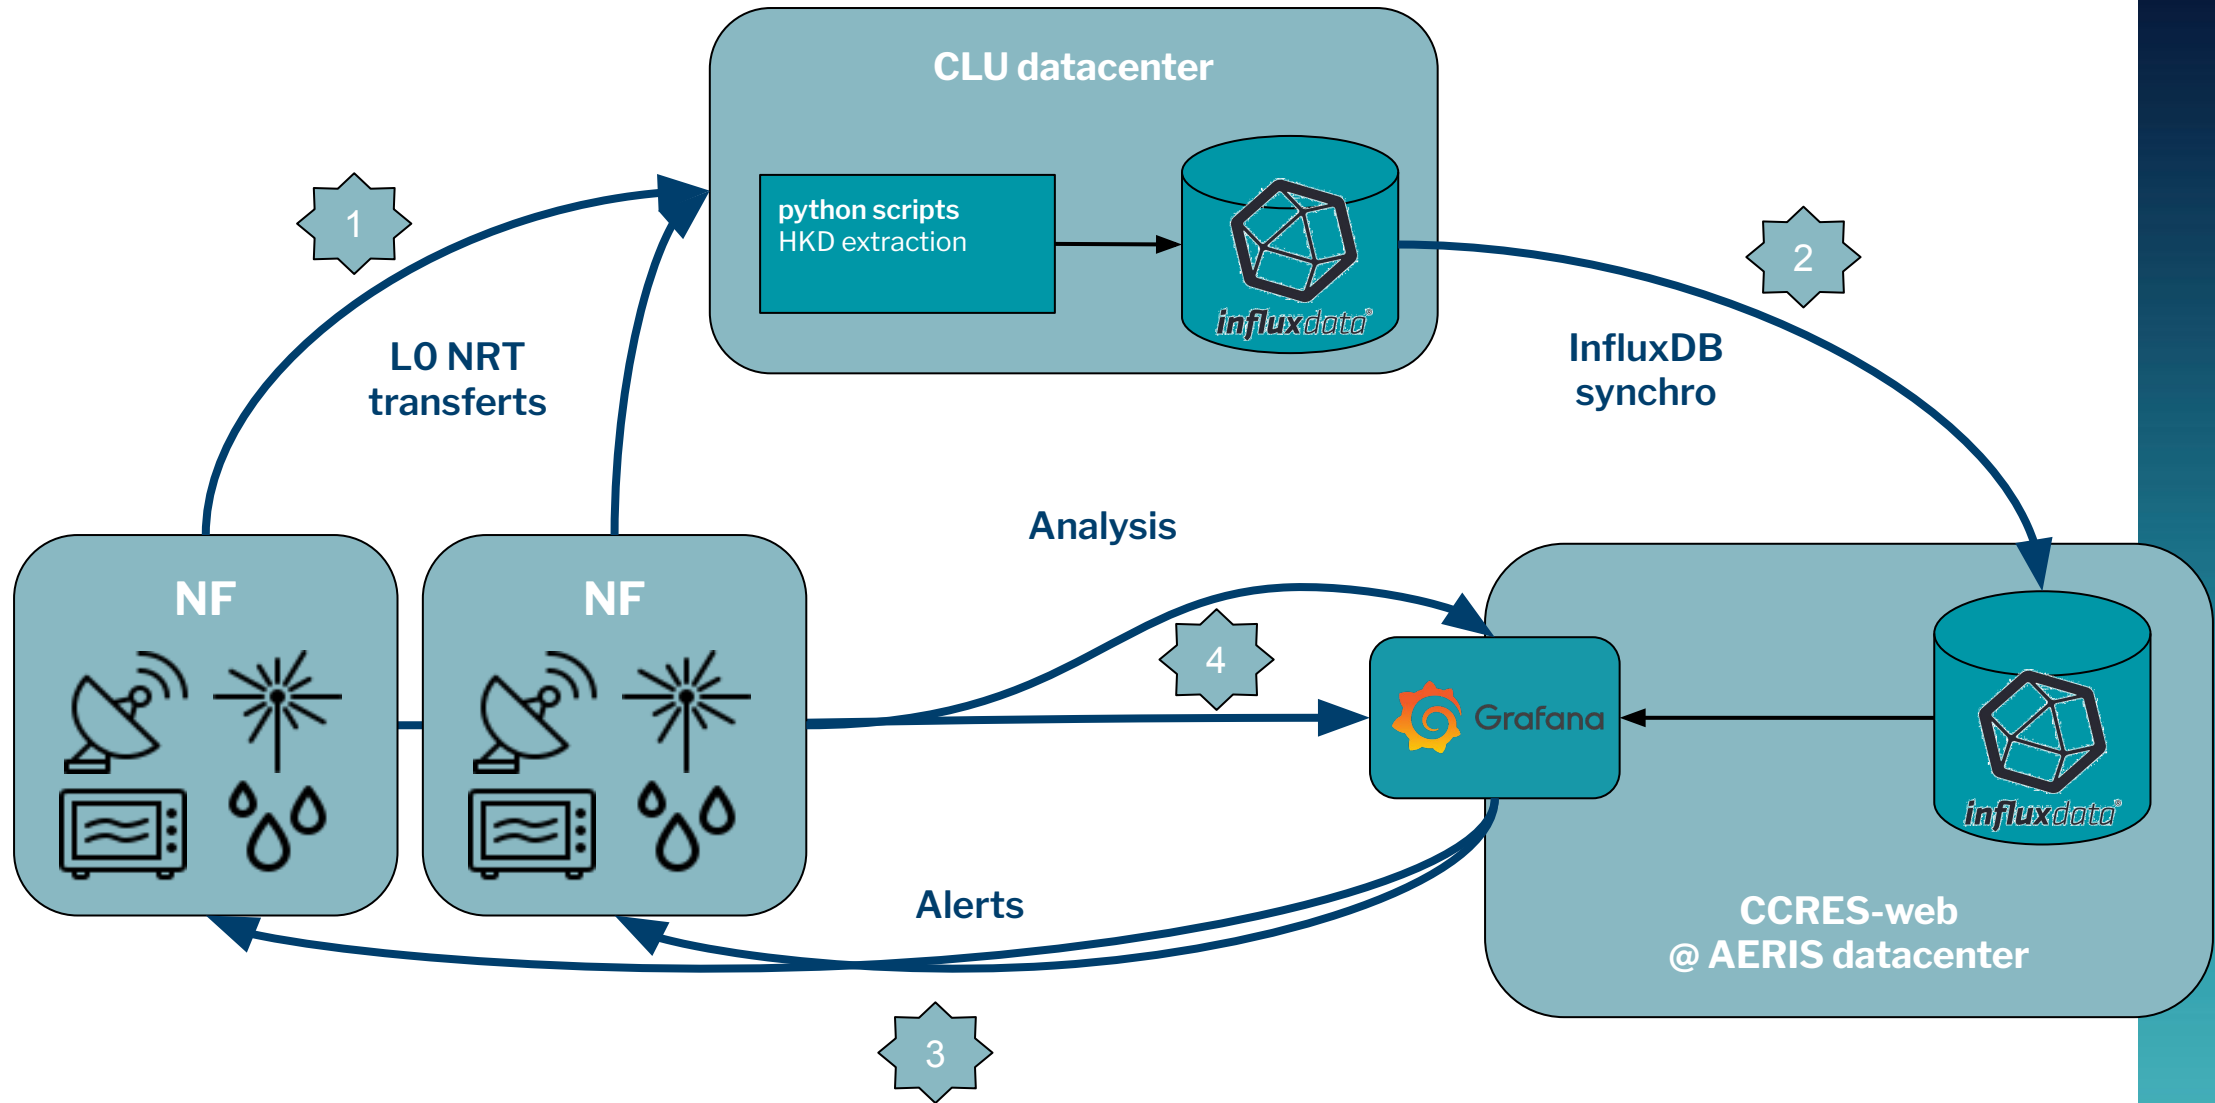 CLU datacenter
python scripts
HKD extraction
influxdata®
1
2
L0 NRT
transferts
InfluxDB
synchro
Analysis
NF
NF
4
Grafana
influxdata®
Alerts
CCRES-web
@ AERIS datacenter
3